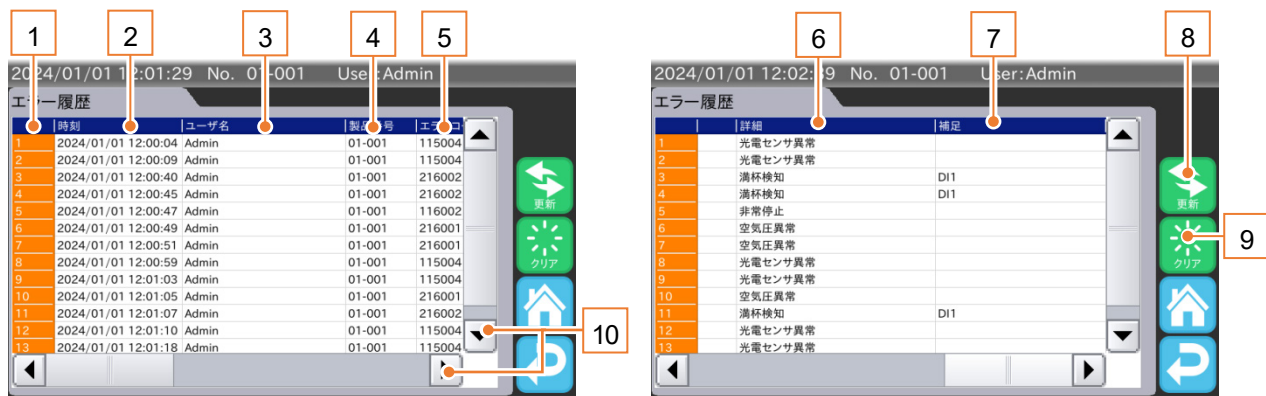 1 2 3 4 5
2024/01/01 12:01:29 No. 01-001 User:Admin
エラー履歴
時刻 ユーザ名 製品番号 エラーコー
1 2024/01/01 12:00:04 Admin 01-001 115004
2 2024/01/01 12:00:09 Admin 01-001 115004
3 2024/01/01 12:00:40 Admin 01-001 216002
4 2024/01/01 12:00:45 Admin 01-001 216002
5 2024/01/01 12:00:47 Admin 01-001 116002
6 2024/01/01 12:00:49 Admin 01-001 216001
7 2024/01/01 12:00:51 Admin 01-001 216001
8 2024/01/01 12:00:59 Admin 01-001 115004
9 2024/01/01 12:01:03 Admin 01-001 115004
10 2024/01/01 12:01:05 Admin 01-001 216001
11 2024/01/01 12:01:07 Admin 01-001 216002
12 2024/01/01 12:01:10 Admin 01-001 115004
13 2024/01/01 12:01:18 Admin 01-001 115004
更新
クリア
10
6 7 8
2024/01/01 12:02:39 No. 01-001 User:Admin
エラー履歴
詳細 補足
1 光電センサ異常
2 光電センサ異常
3 満杯検知 DI1
4 満杯検知 DI1
5 非常停止
6 空気圧異常
7 空気圧異常
8 光電センサ異常
9 光電センサ異常
10 空気圧異常
11 満杯検知 DI1
12 光電センサ異常
13 光電センサ異常
更新
クリア
9